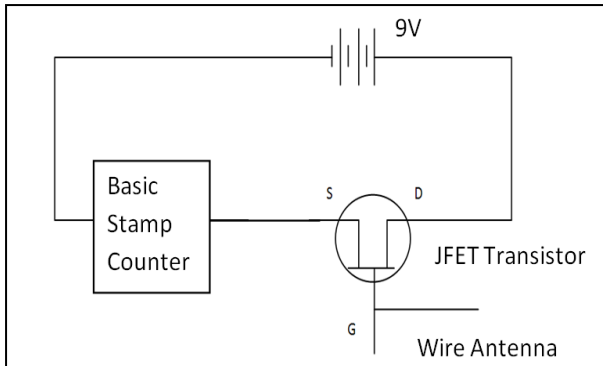 9V
Basic
Stamp
Counter
S
D
JFET Transistor
G
Wire Antenna